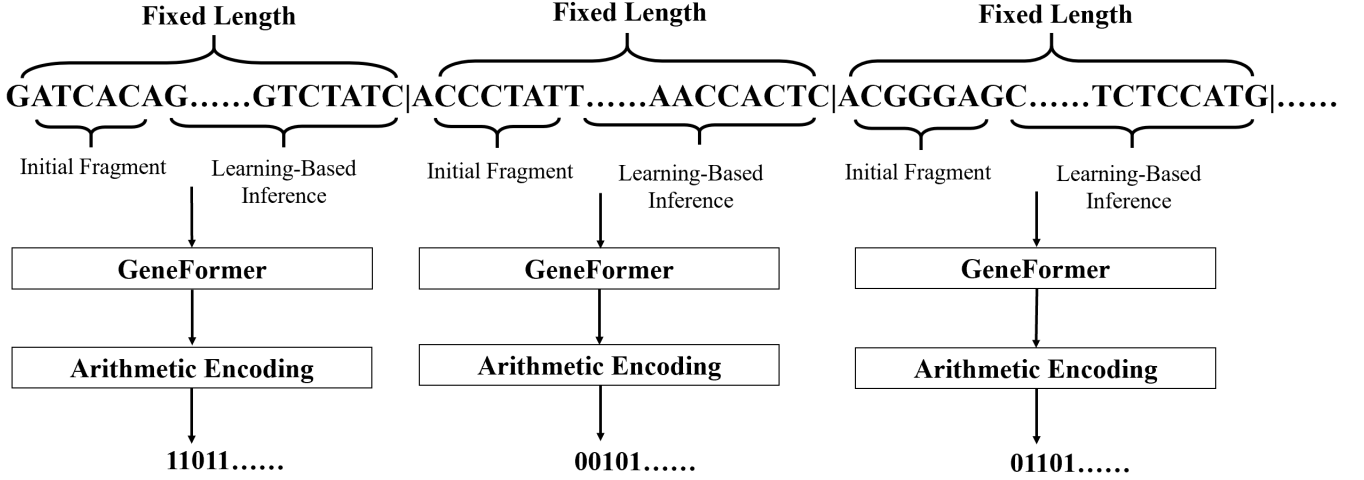 Fixed Length Fixed Length Fixed Length
GATCACAG......GTCTATC|ACCCTATT......AACCACTC|ACGGGAGC......TCTCCATG|......
Initial Fragment Learning-Based Inference Initial Fragment Learning-Based Inference Initial Fragment Learning-Based Inference
GeneFormer GeneFormer GeneFormer
Arithmetic Encoding Arithmetic Encoding Arithmetic Encoding
11011...... 00101...... 01101......